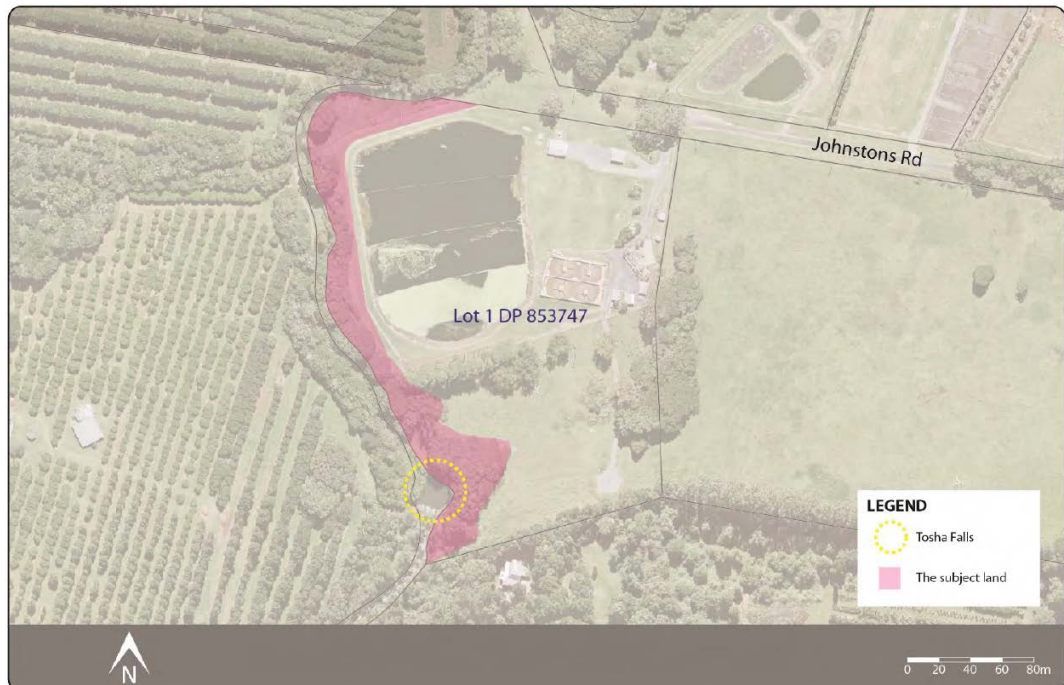 Johnstons Rd
Lot 1 DP 853747
LEGEND
Tosha Falls
The subject land
N
0 20 40 60 80m